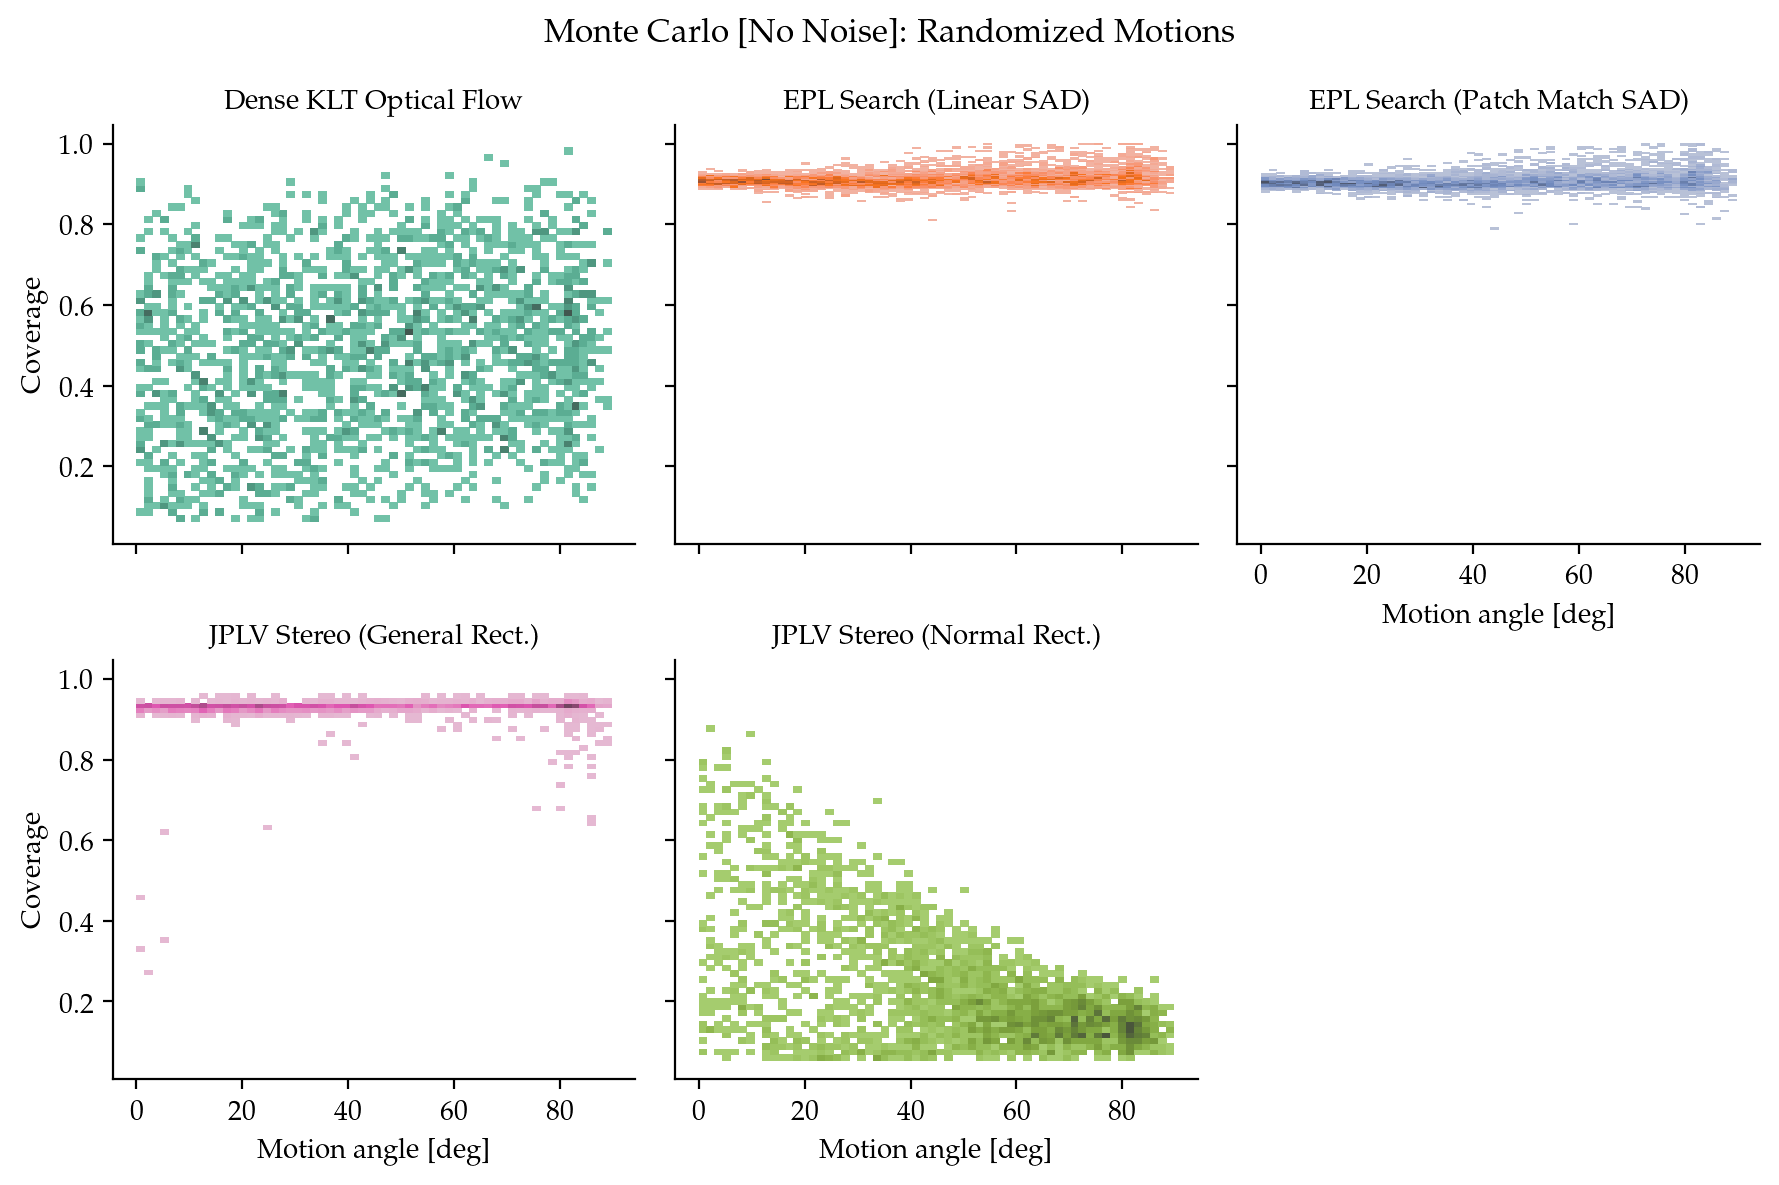 Monte Carlo [No Noise]: Randomized Motions
Dense KLT Optical Flow
EPL Search (Linear SAD)
EPL Search (Patch Match SAD)
1.0
0.8
0.6
0.4
0.2
Coverage
0 20 40 60 80
Motion angle [deg]
JPLV Stereo (General Rect.)
JPLV Stereo (Normal Rect.)
1.0
0.8
0.6
0.4
0.2
Coverage
0 20 40 60 80
0 20 40 60 80
Motion angle [deg]
Motion angle [deg]